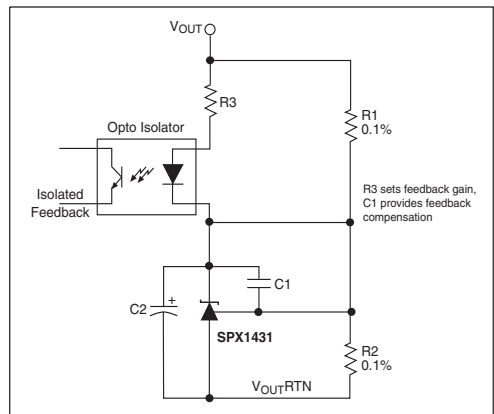 VOUT
R3
R1
0.1%
Opto Isolator
Isolated
Feedback
R3 sets feedback gain,
C1 provides feedback
compensation
C1
C2
+
SPX1431
R2
0.1%
VOUTRTN